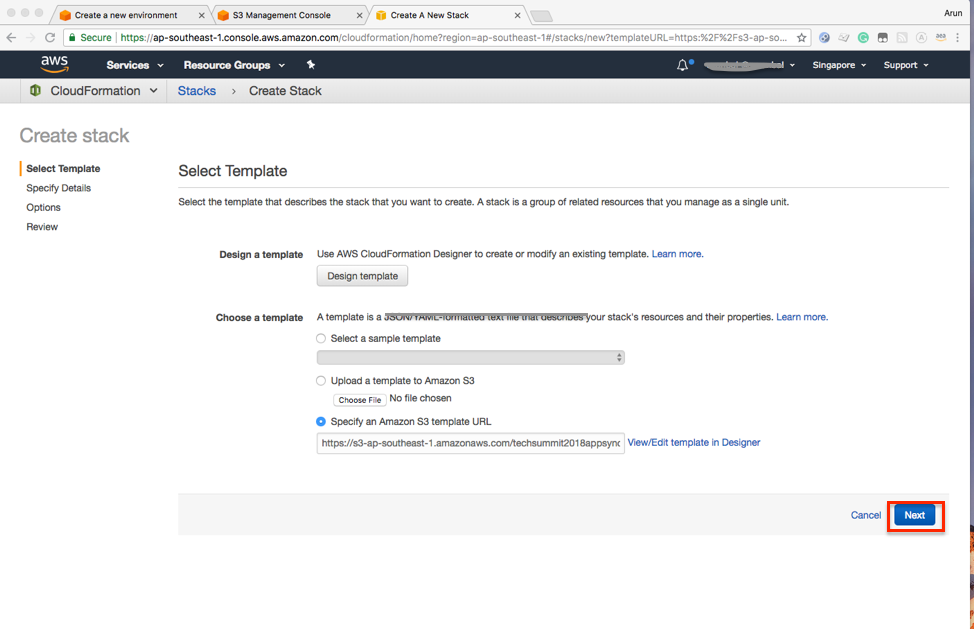 Create a new environment S3 Management Console Create A New Stack Arun
Secure https://ap-southeast-1.console.aws.amazon.com/cloudformation/home?region=ap-southeast-1#/stacks/new?templateURL=https:%2F%2Fs3-ap-so...
aws Services Resource Groups Singapore Support
CloudFormation Stacks > Create Stack
Create stack
Select Template
Specify Details
Options
Review
Select Template
Select the template that describes the stack that you want to create. A stack is a group of related resources that you manage as a single unit.
Design a template Use AWS CloudFormation Designer to create or modify an existing template. Learn more.
Design template
Choose a template A template is a JSON/YAML-formatted text file that describes your stack's resources and their properties. Learn more.
Select a sample template
Upload a template to Amazon S3
Choose File No file chosen
Specify an Amazon S3 template URL
https://s3-ap-southeast-1.amazonaws.com/techsummit2018appsync View/Edit template in Designer
Cancel Next